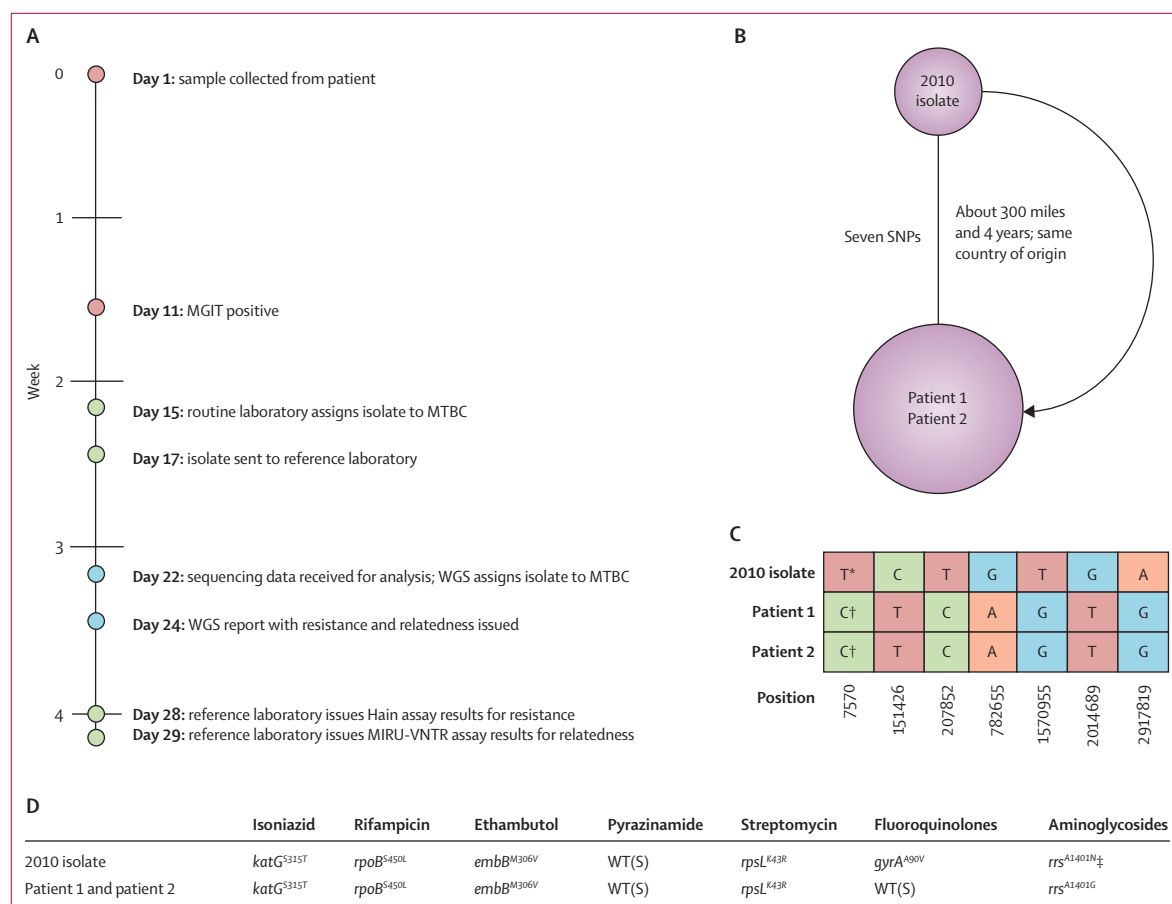 A
0
Day 1: sample collected from patient
1
Day 11: MGIT positive
Week
2
Day 15: routine laboratory assigns isolate to MTBC
Day 17: isolate sent to reference laboratory
3
Day 22: sequencing data received for analysis; WGS assigns isolate to MTBC
Day 24: WGS report with resistance and relatedness issued
4
Day 28: reference laboratory issues Hain assay results for resistance
Day 29: reference laboratory issues MIRU-VNTR assay results for relatedness
B
2010
isolate
Seven SNPs
About 300 miles
and 4 years; same
country of origin
Patient 1
Patient 2
C
2010 isolate T* C T G T G A
Patient 1 C† T C A G T G
Patient 2 C† T C A G T G
Position 7570 151426 207852 782655 1570955 2014689 2917819
D
Isoniazid Rifampicin Ethambutol Pyrazinamide Streptomycin Fluoroquinolones Aminoglycosides
2010 isolate katGS315T rpoBS450L embBM306V WT(S) rpsLK43R gyrAA90V rrsA1401N‡
Patient 1 and patient 2 katGS315T rpoBS450L embBM306V WT(S) rpsLK43R WT(S) rrsA1401G